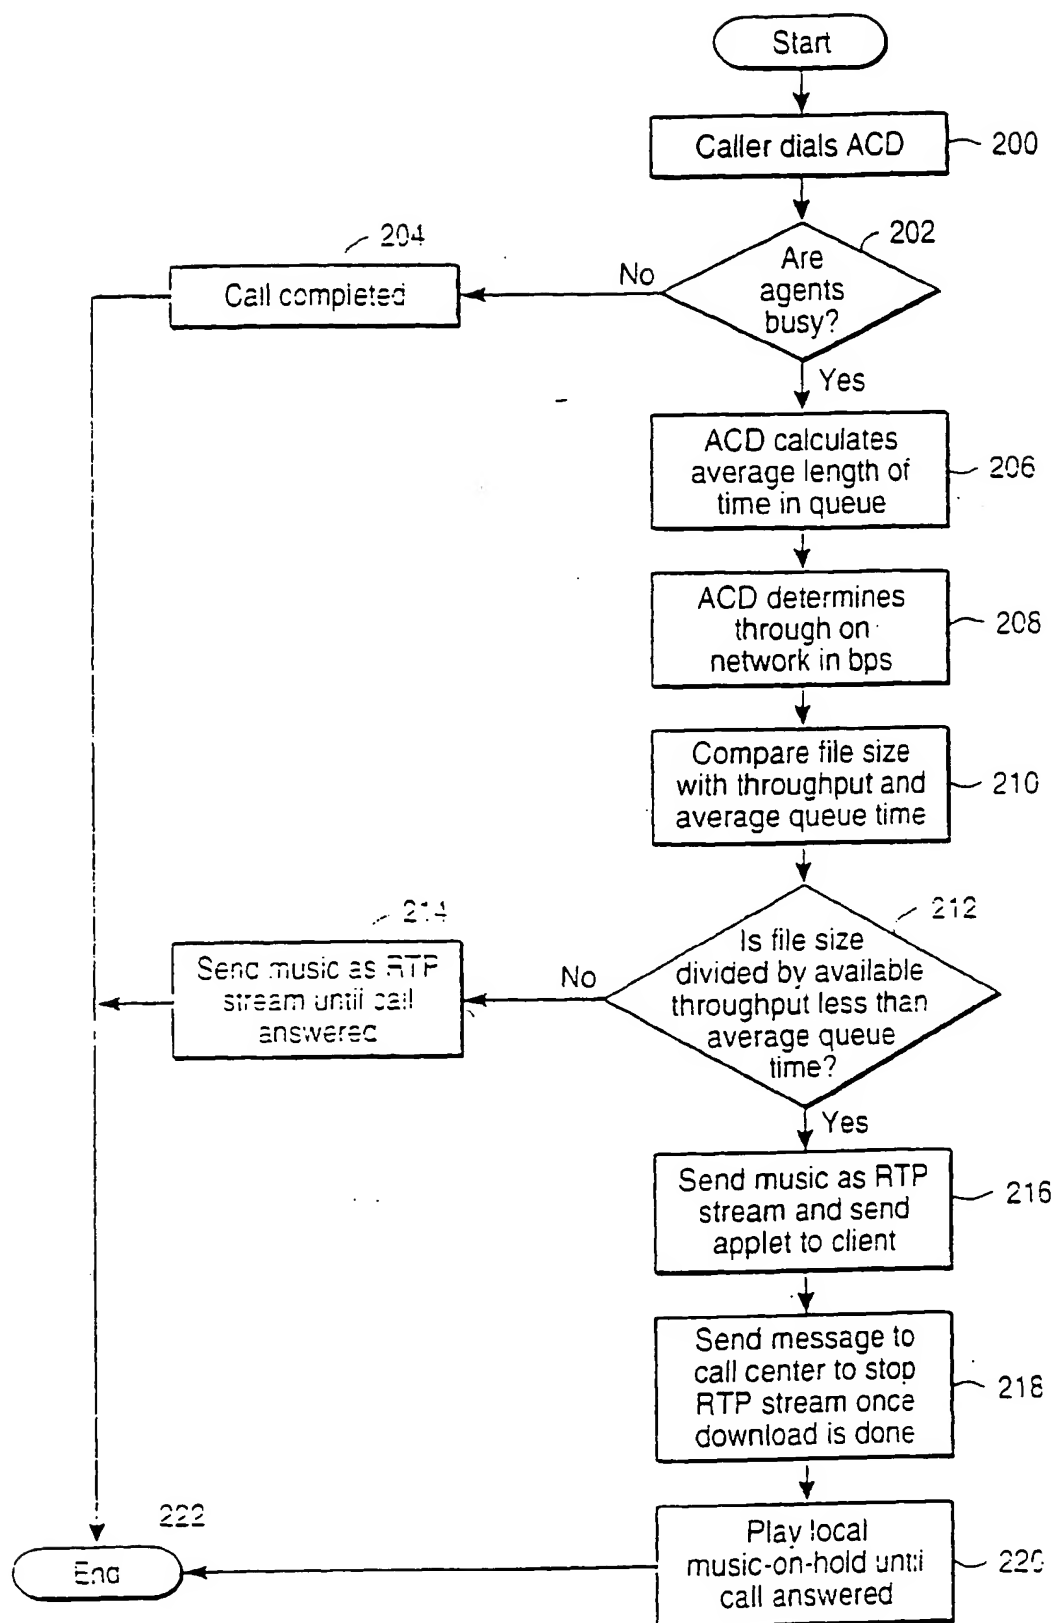 Start
Caller dials ACD
200
202
Are
agents
busy?
No
204
Call completed
Yes
ACD calculates
average length of
time in queue
206
ACD determines
through on
network in bps
208
Compare file size
with throughput and
average queue time
210
212
Is file size
divided by available
throughput less than
average queue
time?
No
214
Send music as RTP
stream until call
answered
Yes
Send music as RTP
stream and send
applet to client
216
Send message to
call center to stop
RTP stream once
download is done
218
Play local
music-on-hold until
call answered
220
222
End